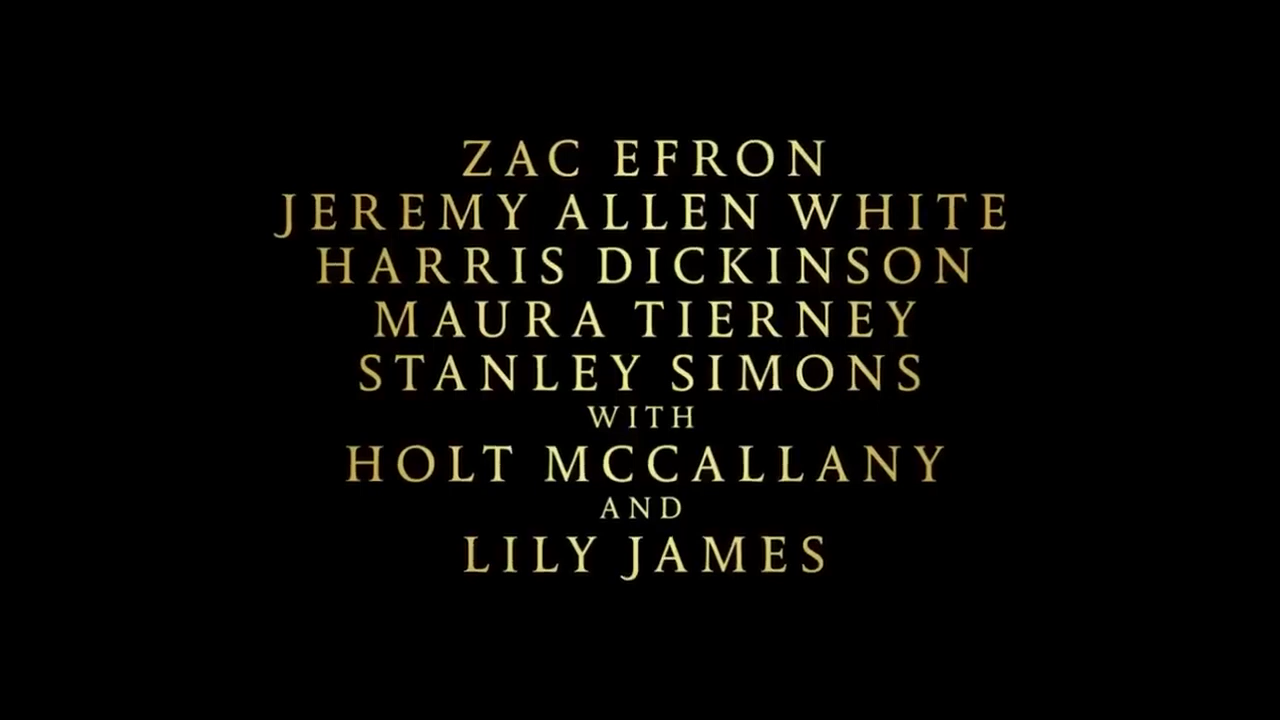 ZAC EFRON
JEREMY ALLEN WHITE
HARRIS DICKINSON
MAURA TIERNEY
STANLEY SIMONS
WITH
HOLT MCCALLANY
AND
LILY JAMES